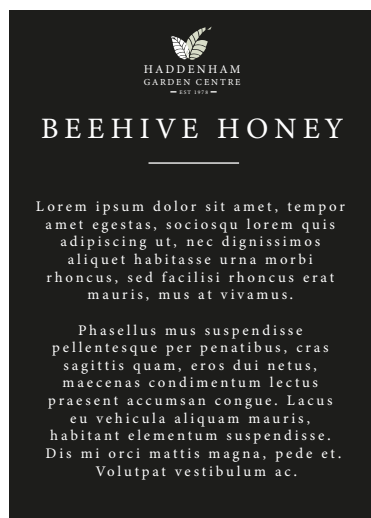 HADDENHAM
GARDEN CENTRE
EST 1970
BEEHIVE HONEY
Lorem ipsum dolor sit amet, tempor
amet egestas, sociosqu lorem quis
adipiscing ut, nec dignissimos
aliquet habitasse urna morbi
rhoncus, sed facilisi rhoncus erat
mauris, mus at vivamus.
Phasellus mus suspendisse
pellentesque per penatibus, cras
sagittis quam, eros dui netus,
maecenas condimentum lectus
praesent accumsan congue. Lacus
eu vehicula aliquam mauris,
habitant elementum suspendisse.
Dis mi orci mattis magna, pede et.
Volutpat vestibulum ac.